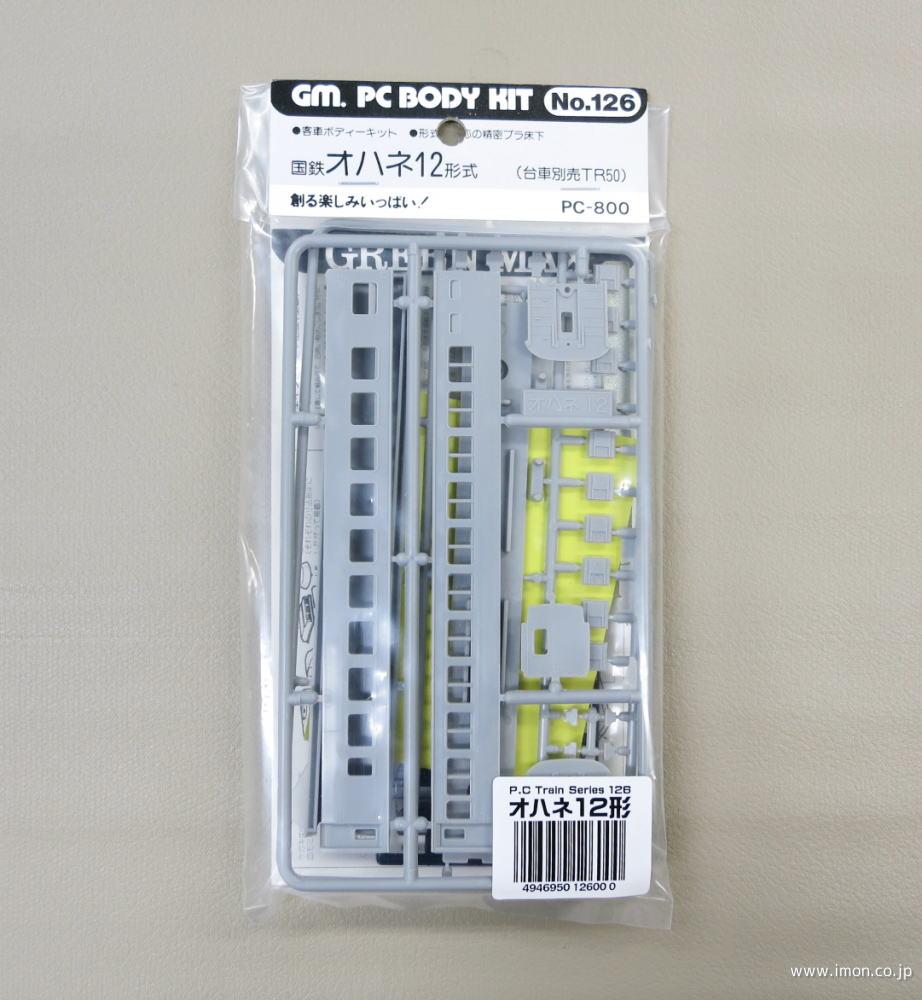 GM. PC BODY KIT No.126
●客車ボディーキット ●形式 の精密プラ床下
国鉄オハネ12形式 (台車別売TR50)
創る楽しみいっぱい! PC-800
GREEN MA
オハネ 12
P.C Train Series 126
オハネ12形
4946950 12600 0
www.imon.co.jp